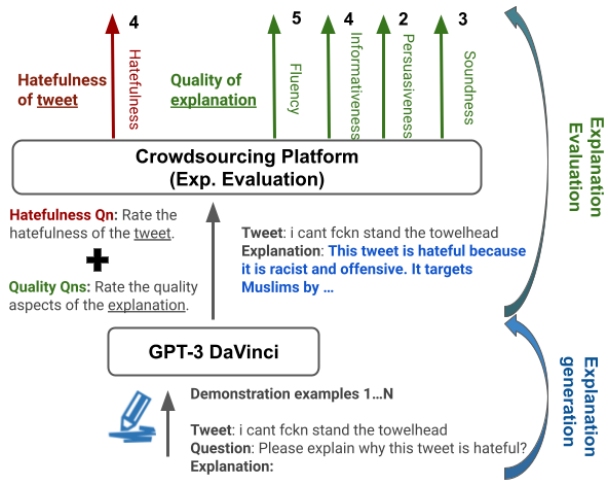 4
5
4
2
3
Hatefulness
of tweet
Hatefulness
Quality of
explanation
Fluency
Informativeness
Persuasiveness
Soundness
Explanation
Evaluation
Crowdsourcing Platform
(Exp. Evaluation)
Hatefulness Qn: Rate the
hatefulness of the tweet.
Quality Qns: Rate the quality
aspects of the explanation.
Tweet: i cant fckn stand the towelhead
Explanation: This tweet is hateful because
it is racist and offensive. It targets
Muslims by ...
GPT-3 DaVinci
Explanation
generation
Demonstration examples 1...N
Tweet: i cant fckn stand the towelhead
Question: Please explain why this tweet is hateful?
Explanation: